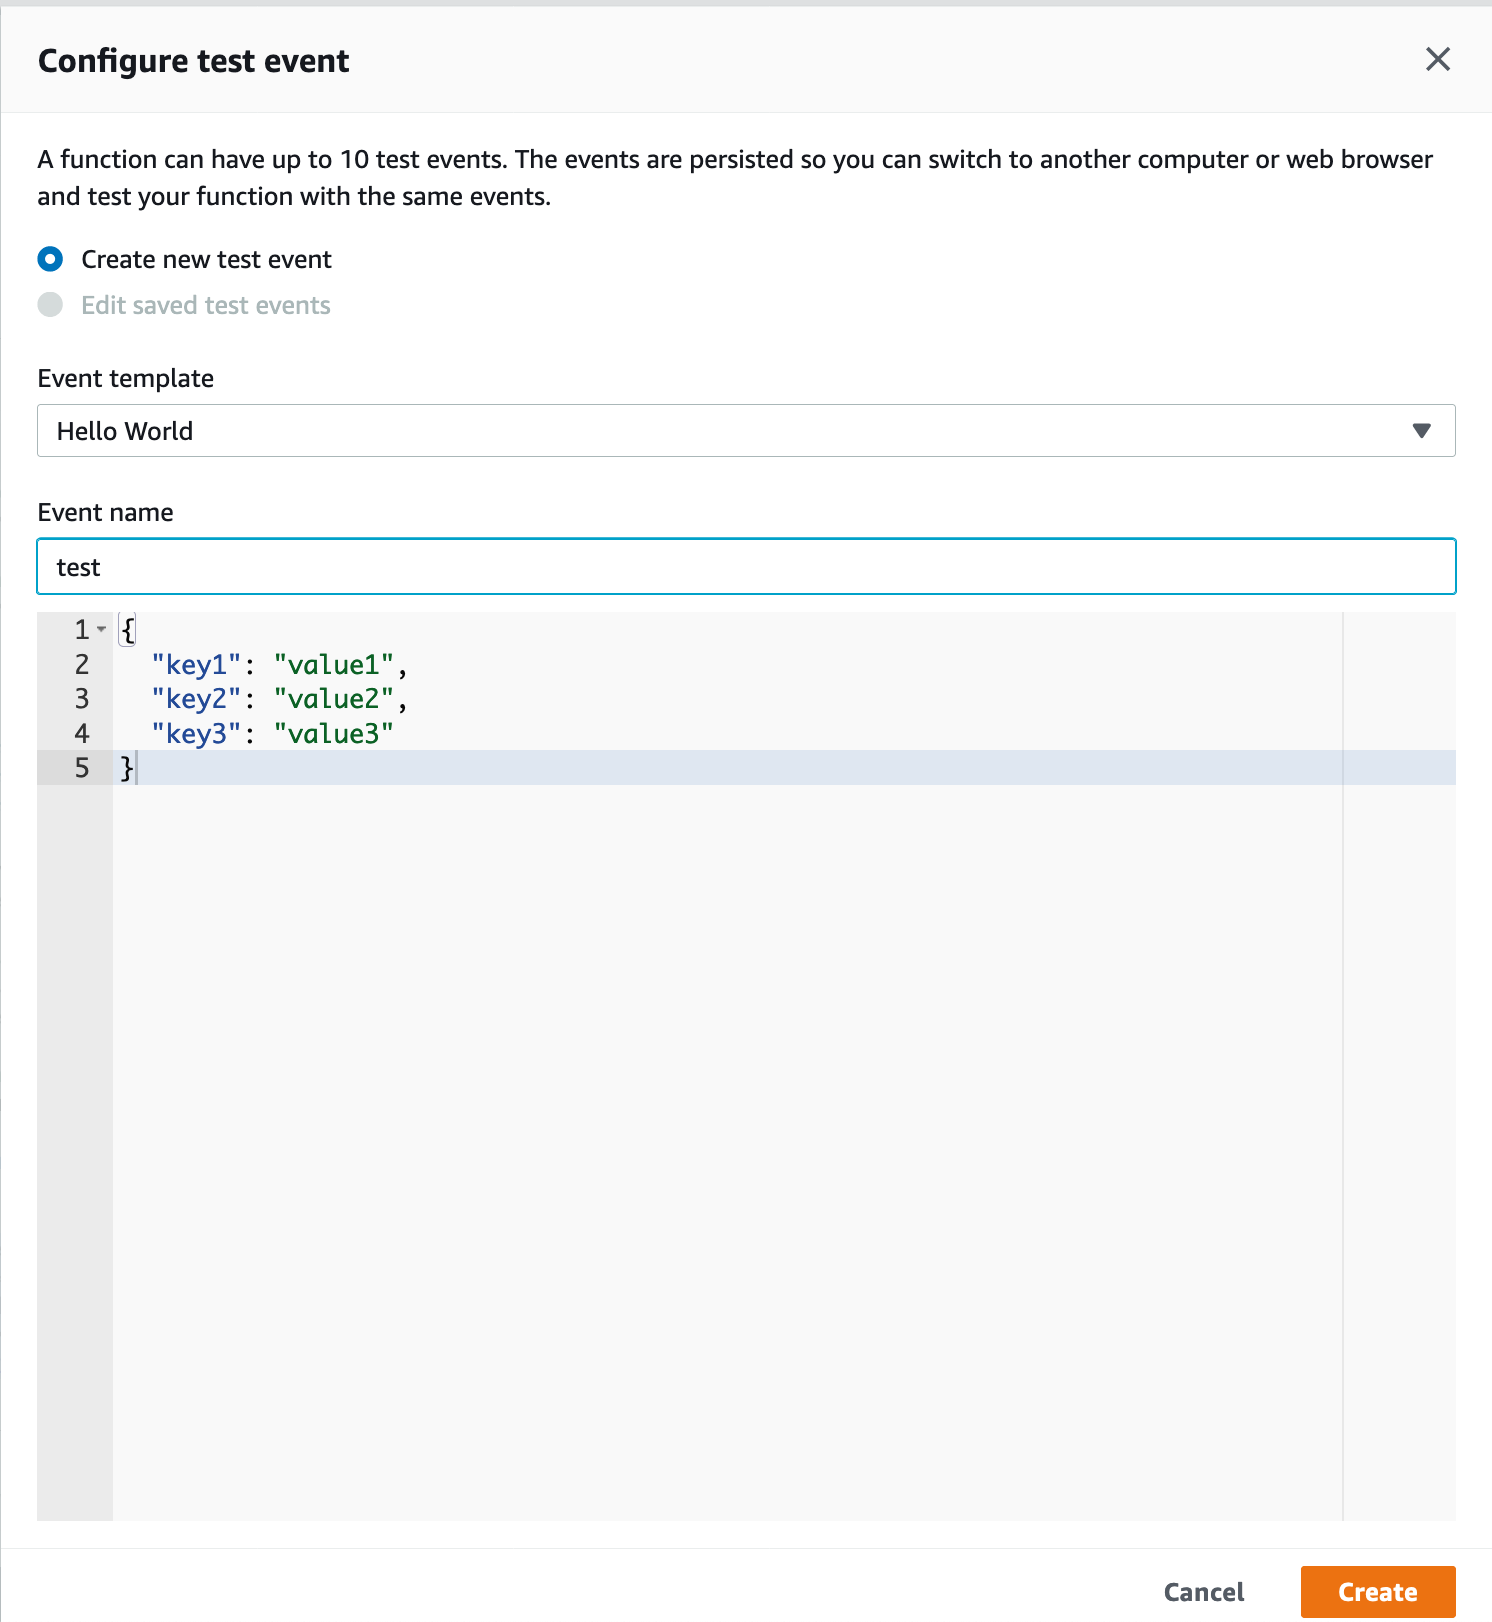 Configure test event
A function can have up to 10 test events. The events are persisted so you can switch to another computer or web browser
and test your function with the same events.
Create new test event
Edit saved test events
Event template
Hello World
Event name
test
1 {
2 "key1": "value1",
3 "key2": "value2",
4 "key3": "value3"
5 }
Cancel Create